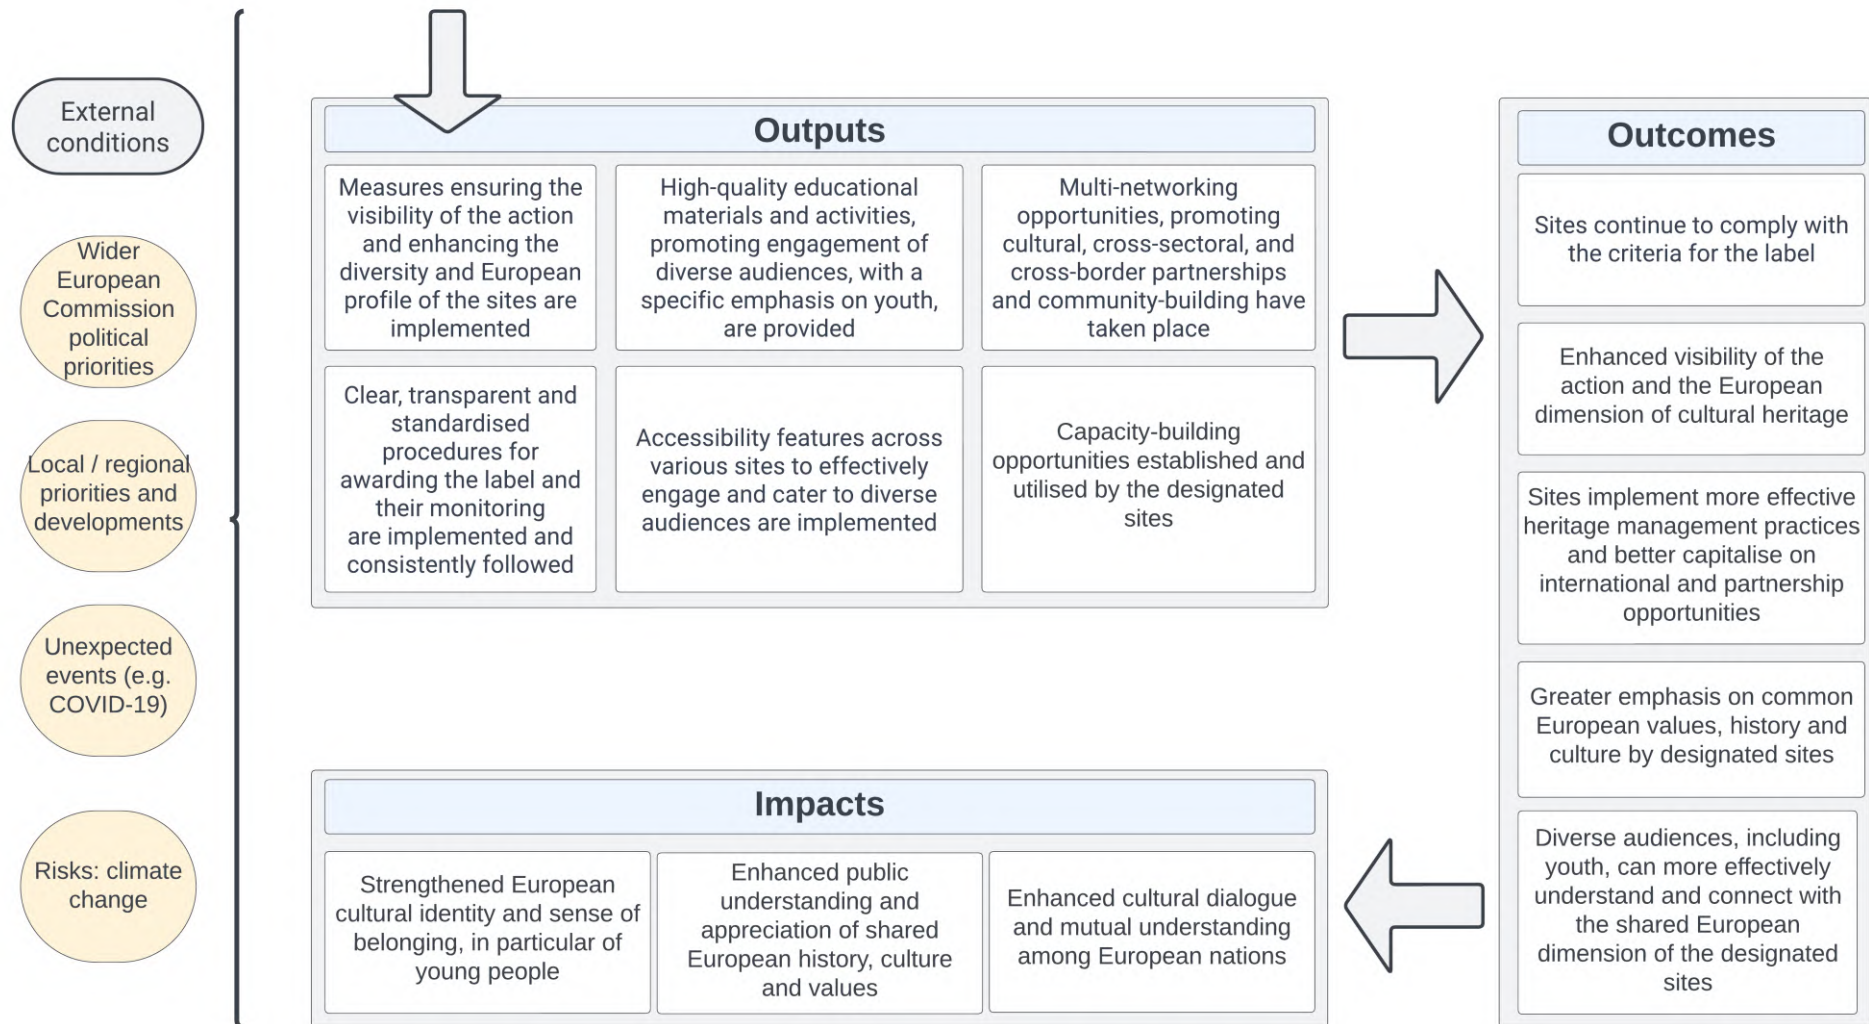 External
conditions
Wider
European
Commission
political
priorities
Local / regional
priorities and
developments
Unexpected
events (e.g.
COVID-19)
Risks: climate
change
Outputs
Measures ensuring the
visibility of the action
and enhancing the
diversity and European
profile of the sites are
implemented
High-quality educational
materials and activities,
promoting engagement of
diverse audiences, with a
specific emphasis on youth,
are provided
Multi-networking
opportunities, promoting
cultural, cross-sectoral, and
cross-border partnerships
and community-building have
taken place
Clear, transparent and
standardised
procedures for
awarding the label and
their monitoring
are implemented and
consistently followed
Accessibility features across
various sites to effectively
engage and cater to diverse
audiences are implemented
Capacity-building
opportunities established and
utilised by the designated
sites
Outcomes
Sites continue to comply with
the criteria for the label
Enhanced visibility of the
action and the European
dimension of cultural heritage
Sites implement more effective
heritage management practices
and better capitalise on
international and partnership
opportunities
Greater emphasis on common
European values, history and
culture by designated sites
Diverse audiences, including
youth, can more effectively
understand and connect with
the shared European
dimension of the designated
sites
Impacts
Strengthened European
cultural identity and sense of
belonging, in particular of
young people
Enhanced public
understanding and
appreciation of shared
European history, culture
and values
Enhanced cultural dialogue
and mutual understanding
among European nations